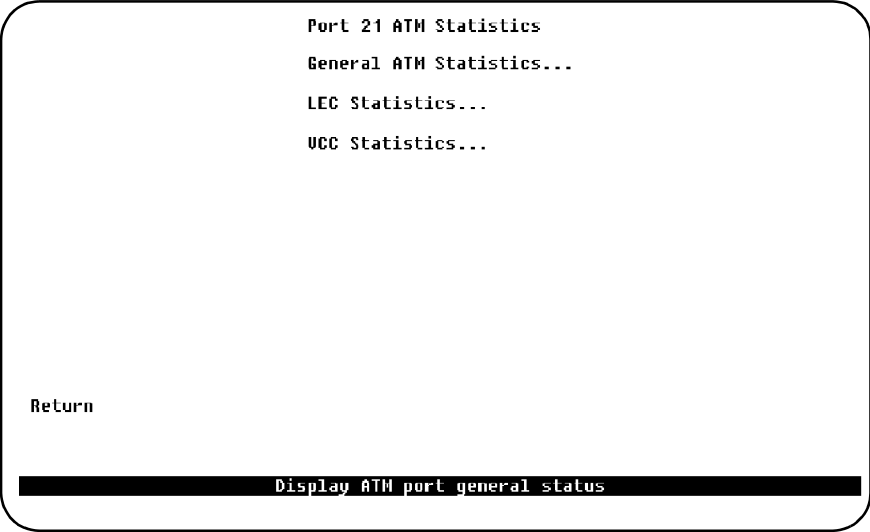 Port 21 ATM Statistics
General ATM Statistics...
LEC Statistics...
VCC Statistics...
Return
Display ATM port general status